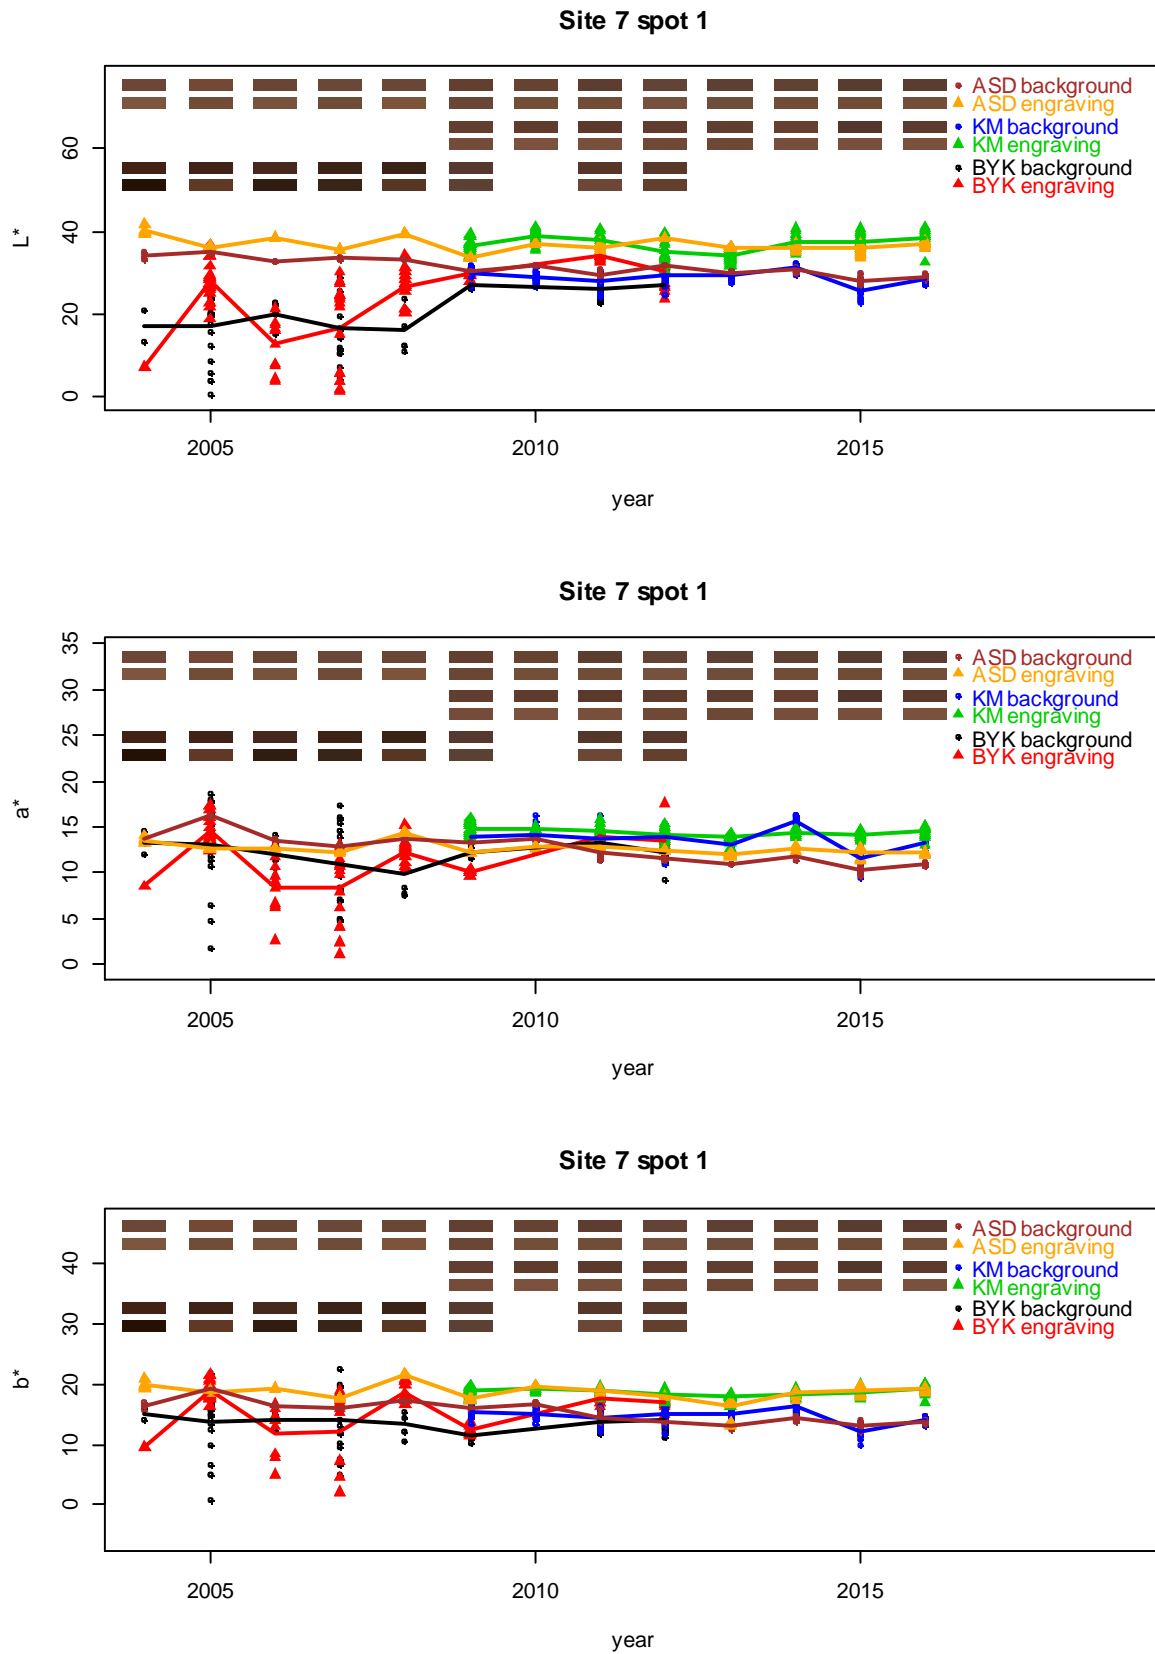 Site 7 spot 1
L*
0
20
40
60
ASD background
ASD engraving
KM background
KM engraving
BYK background
BYK engraving
2005
2010
2015
year
Site 7 spot 1
a*
0
5
10
15
20
25
30
35
ASD background
ASD engraving
KM background
KM engraving
BYK background
BYK engraving
2005
2010
2015
year
Site 7 spot 1
b*
0
10
20
30
40
ASD background
ASD engraving
KM background
KM engraving
BYK background
BYK engraving
2005
2010
2015
year